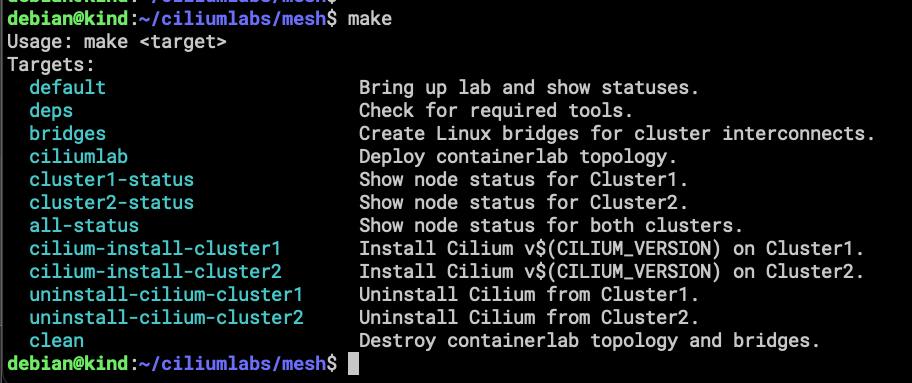 debian@kind:~/ciliumlabs/mesh$ make
Usage: make <target>
Targets:
  default                       Bring up lab and show statuses.
  deps                          Check for required tools.
  bridges                       Create Linux bridges for cluster interconnects.
  ciliumlab                     Deploy containerlab topology.
  cluster1-status               Show node status for Cluster1.
  cluster2-status               Show node status for Cluster2.
  all-status                    Show node status for both clusters.
  cilium-install-cluster1       Install Cilium v$(CILIUM_VERSION) on Cluster1.
  cilium-install-cluster2       Install Cilium v$(CILIUM_VERSION) on Cluster2.
  uninstall-cilium-cluster1     Uninstall Cilium from Cluster1.
  uninstall-cilium-cluster2     Uninstall Cilium from Cluster2.
  clean                         Destroy containerlab topology and bridges.
debian@kind:~/ciliumlabs/mesh$